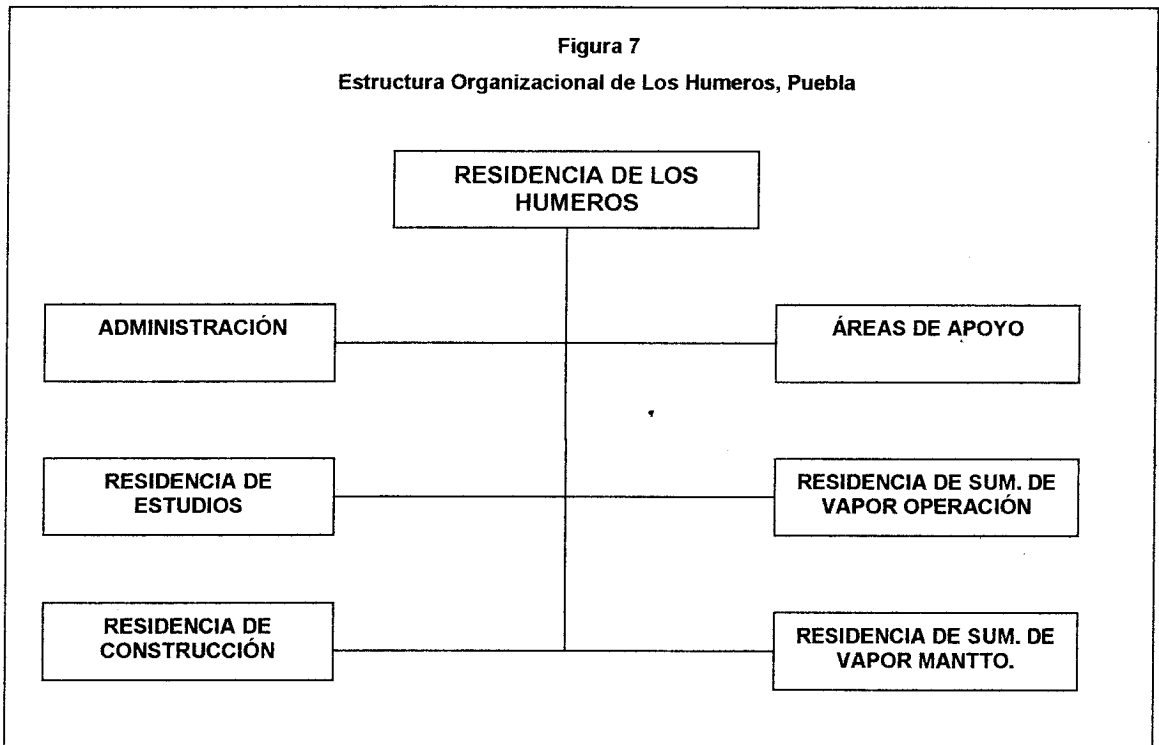 Figura 7
Estructura Organizacional de Los Humeros, Puebla
RESIDENCIA DE LOS
HUMEROS
ADMINISTRACIÓN
ÁREAS DE APOYO
RESIDENCIA DE
ESTUDIOS
RESIDENCIA DE SUM. DE
VAPOR OPERACIÓN
RESIDENCIA DE
CONSTRUCCIÓN
RESIDENCIA DE SUM. DE
VAPOR MANTTO.